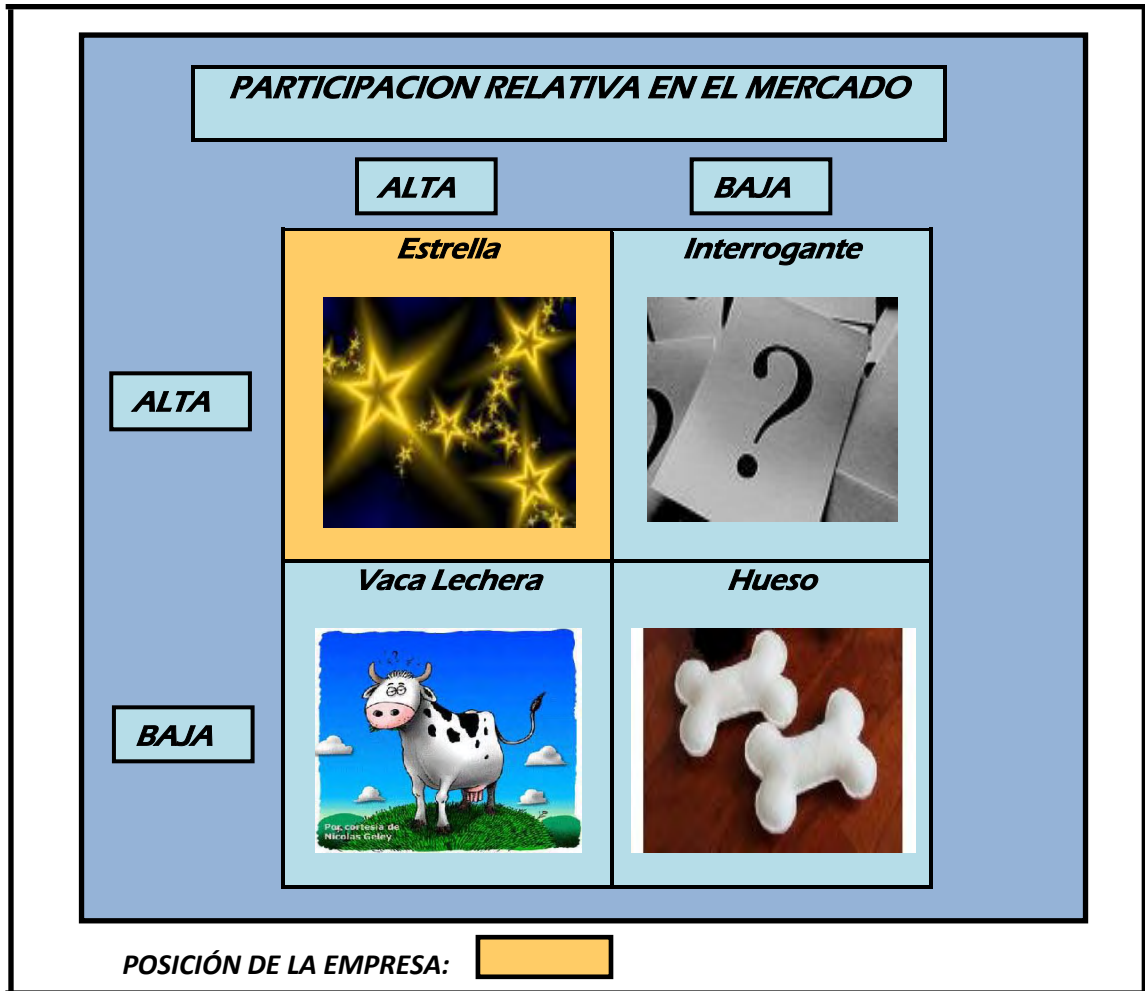 PARTICIPACION RELATIVA EN EL MERCADO
ALTA
BAJA
Estrella
Interrogante
?
ALTA
Vaca Lechera
Hueso
BAJA
Por cortesía de
Nicolas Geley
POSICIÓN DE LA EMPRESA: